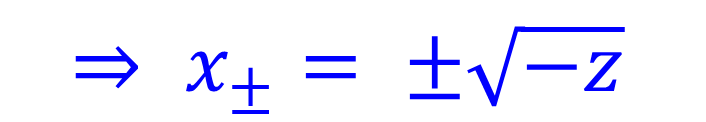 ⇒ x± = ±√−z